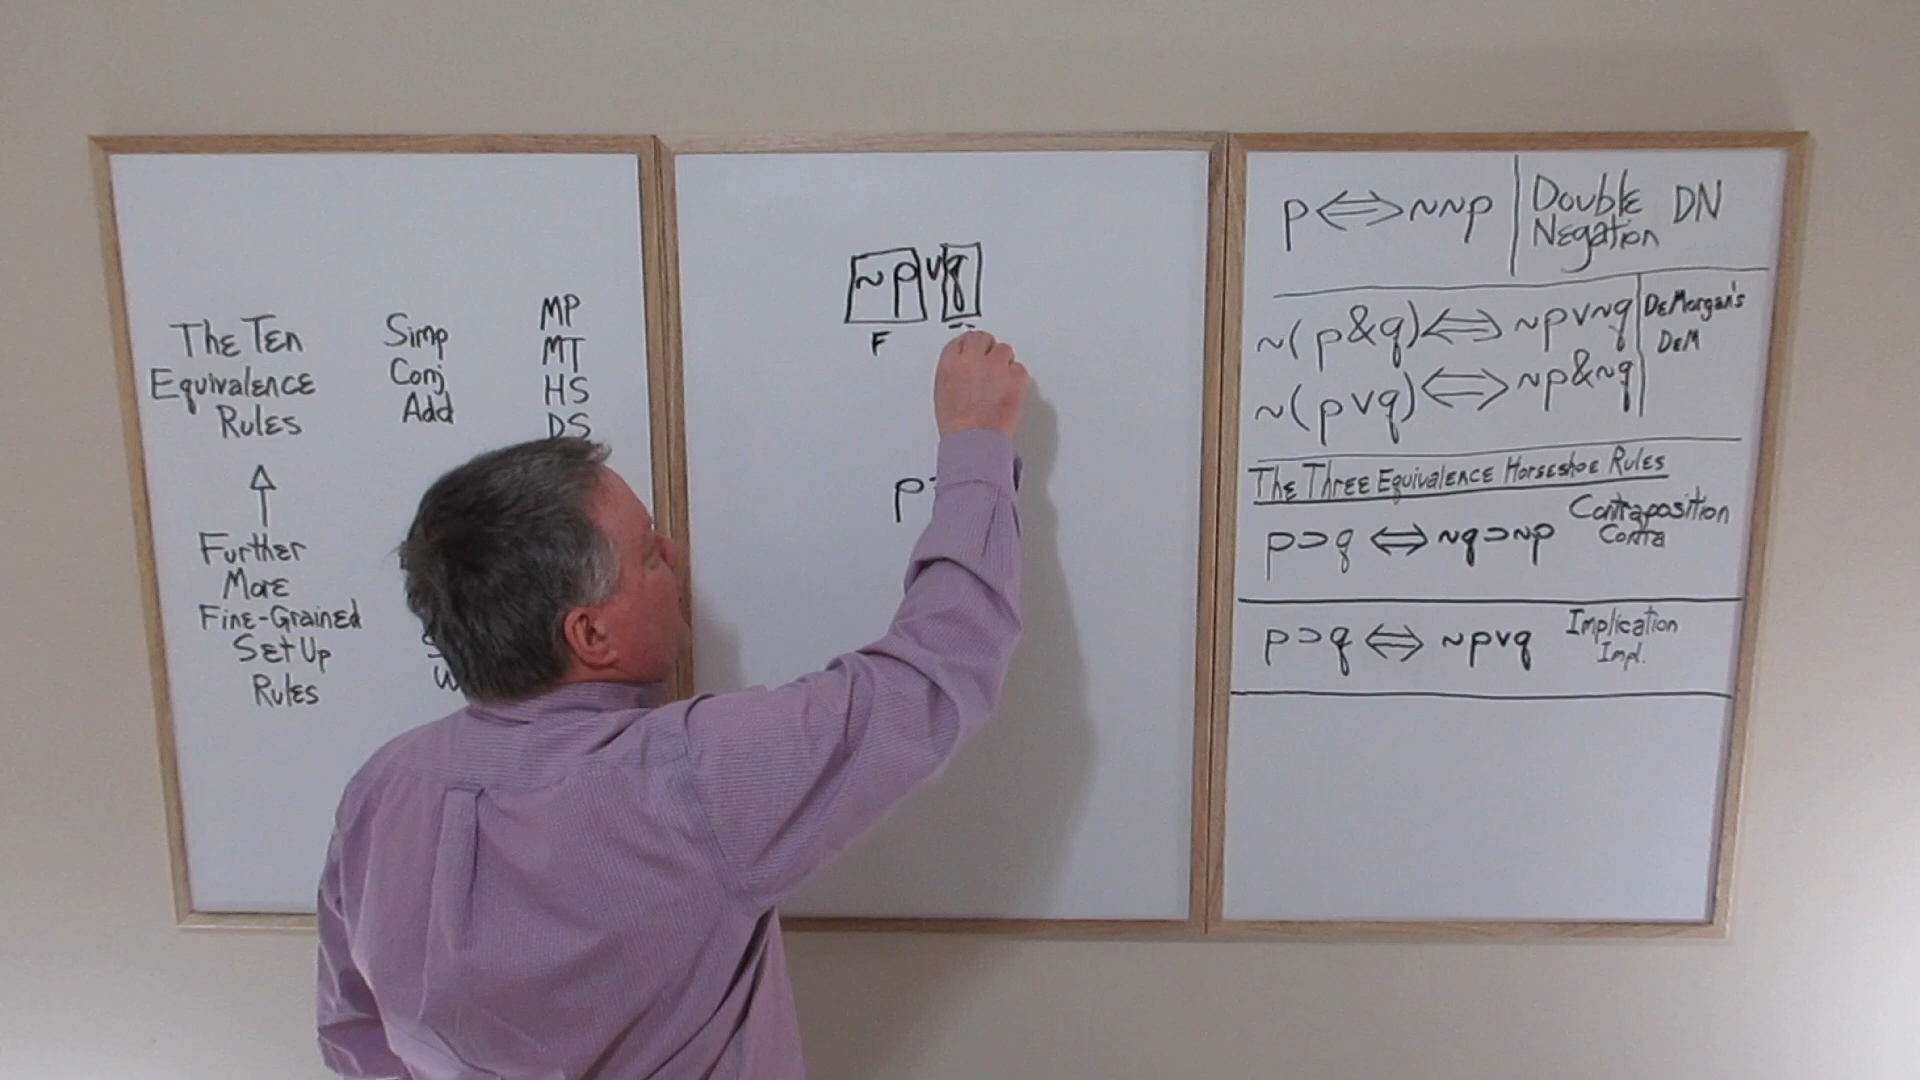 The Ten
Equivalence
Rules
Further
More
Fine-Grained
Set Up
Rules
Simp
Conj
Add
MP
MT
HS
DS
~p v q
F
p
p ⇔ ~~p
Double
Negation
DN
~(p & q) ⇔ ~p v ~q
~(p v q) ⇔ ~p & ~q
DeMorgan's
DeM
The Three Equivalence Horseshoe Rules
p ⊃ q ⇔ ~q ⊃ ~p
Contraposition
Contra
p ⊃ q ⇔ ~p v q
Implication
Impl.